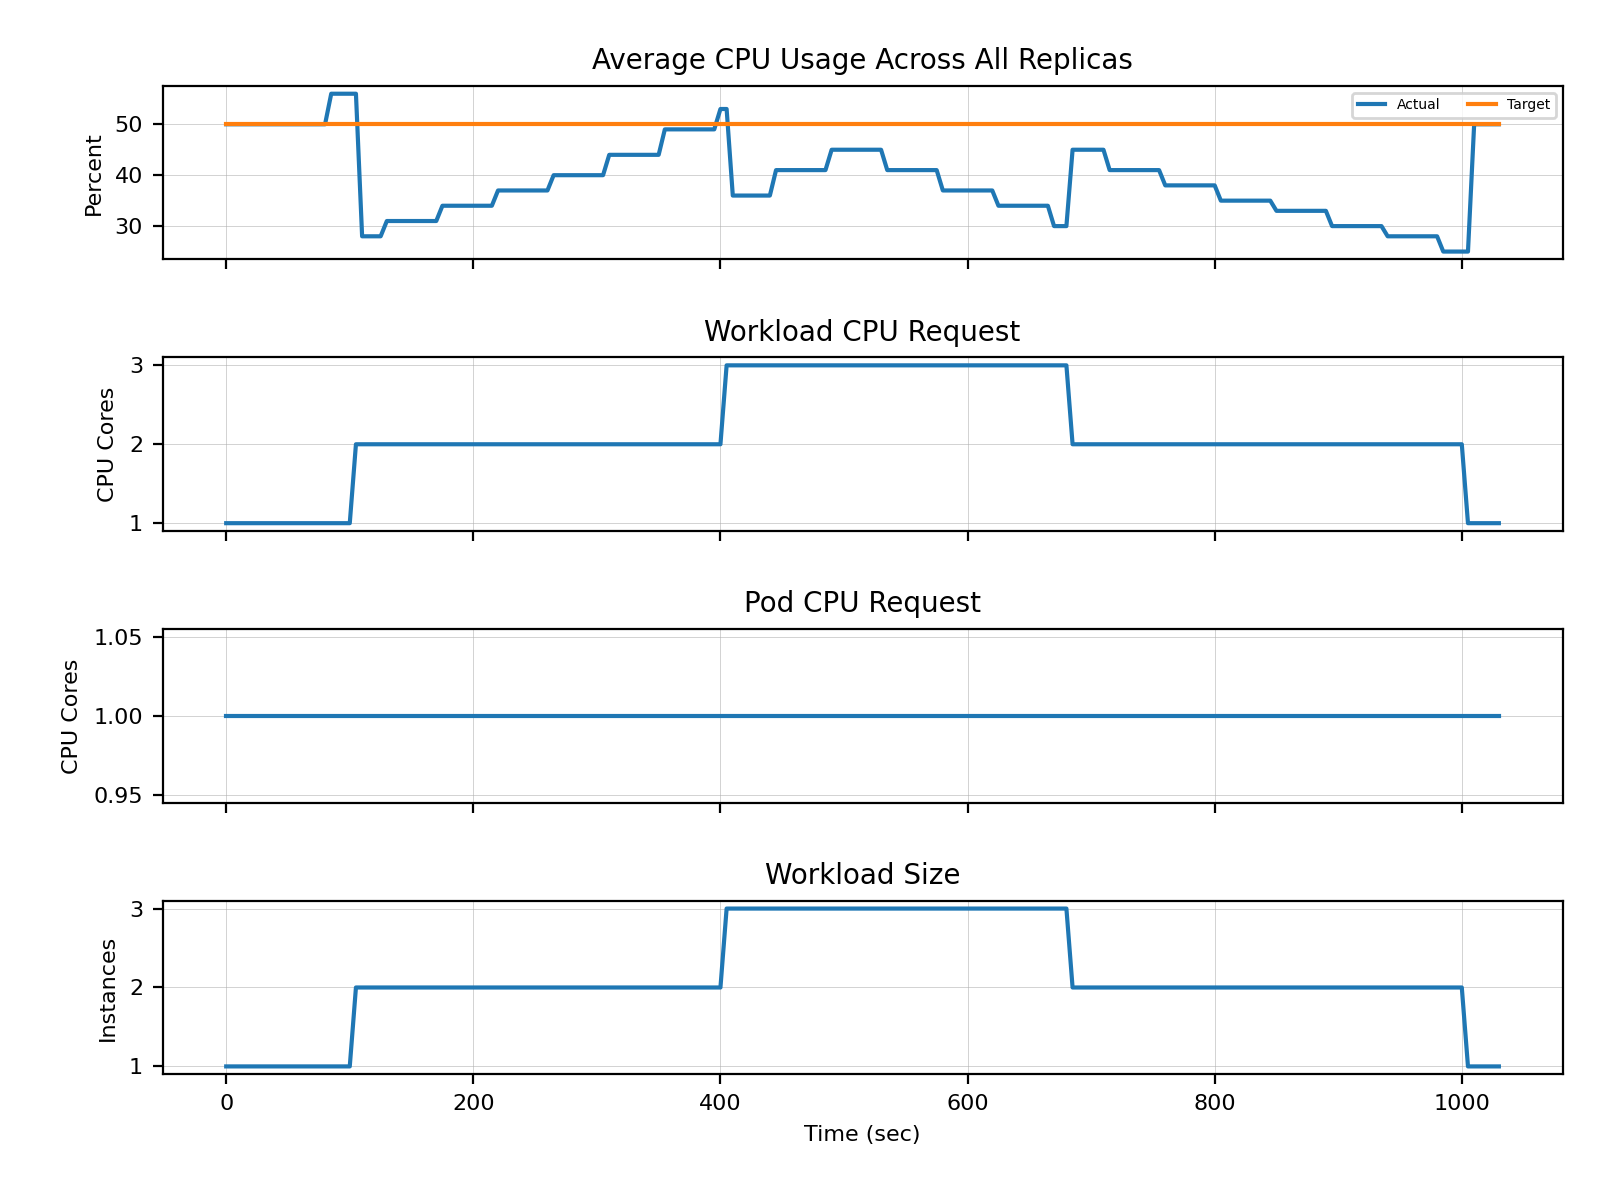 Average CPU Usage Across All Replicas
Actual
Target
Percent
50
40
30
Workload CPU Request
CPU Cores
3
2
1
Pod CPU Request
CPU Cores
1.05
1.00
0.95
Workload Size
Instances
3
2
1
0 200 400 600 800 1000
Time (sec)